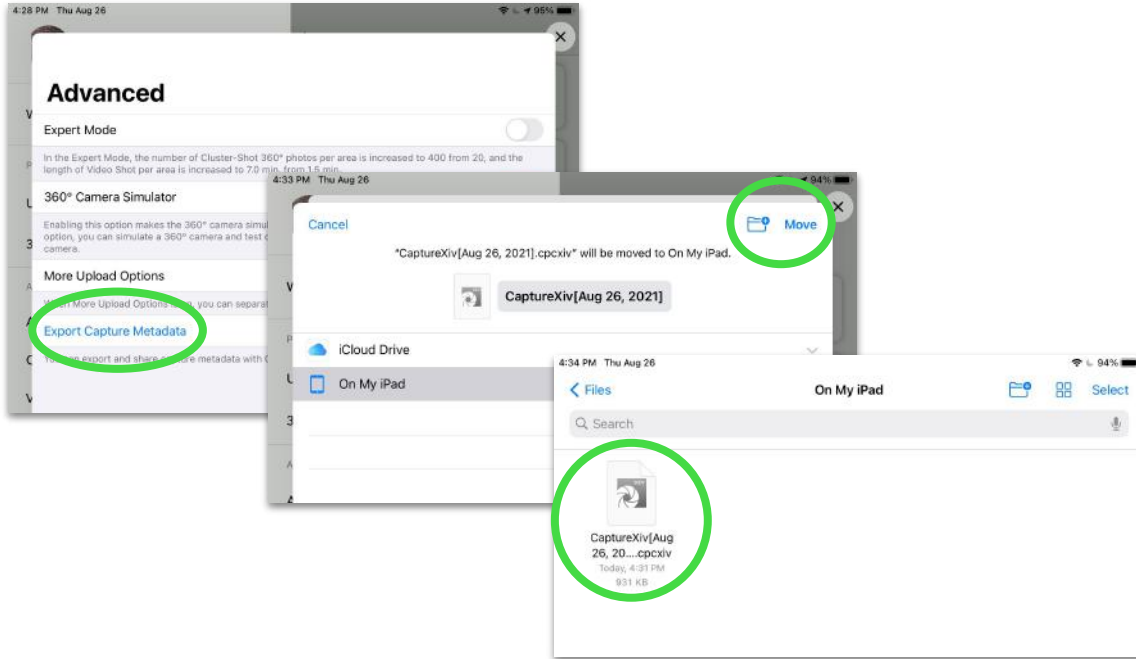 4:28 PM Thu Aug 26
95%
Advanced
Expert Mode
In the Expert Mode, the number of Cluster-Shot 360° photos per area is increased to 400 from 20, and the
length of Video Shot per area is increased to 7.0 min, from 1.5 min.
360° Camera Simulator
Enabling this option makes the 360° camera simul
option, you can simulate a 360° camera and test
camera.
More Upload Options
When More Upload Options is on, you can separat
Export Capture Metadata
You can export and share capture metadata with
4:33 PM Thu Aug 26
94%
Cancel
Move
"CaptureXiv[Aug 26, 2021].cpcxiv" will be moved to On My iPad.
CaptureXiv[Aug 26, 2021]
iCloud Drive
On My iPad
4:34 PM Thu Aug 26
94%
Files
On My iPad
Select
Search
CaptureXiv[Aug
26, 20....cpcxiv
Today, 4:31 PM
931 KB